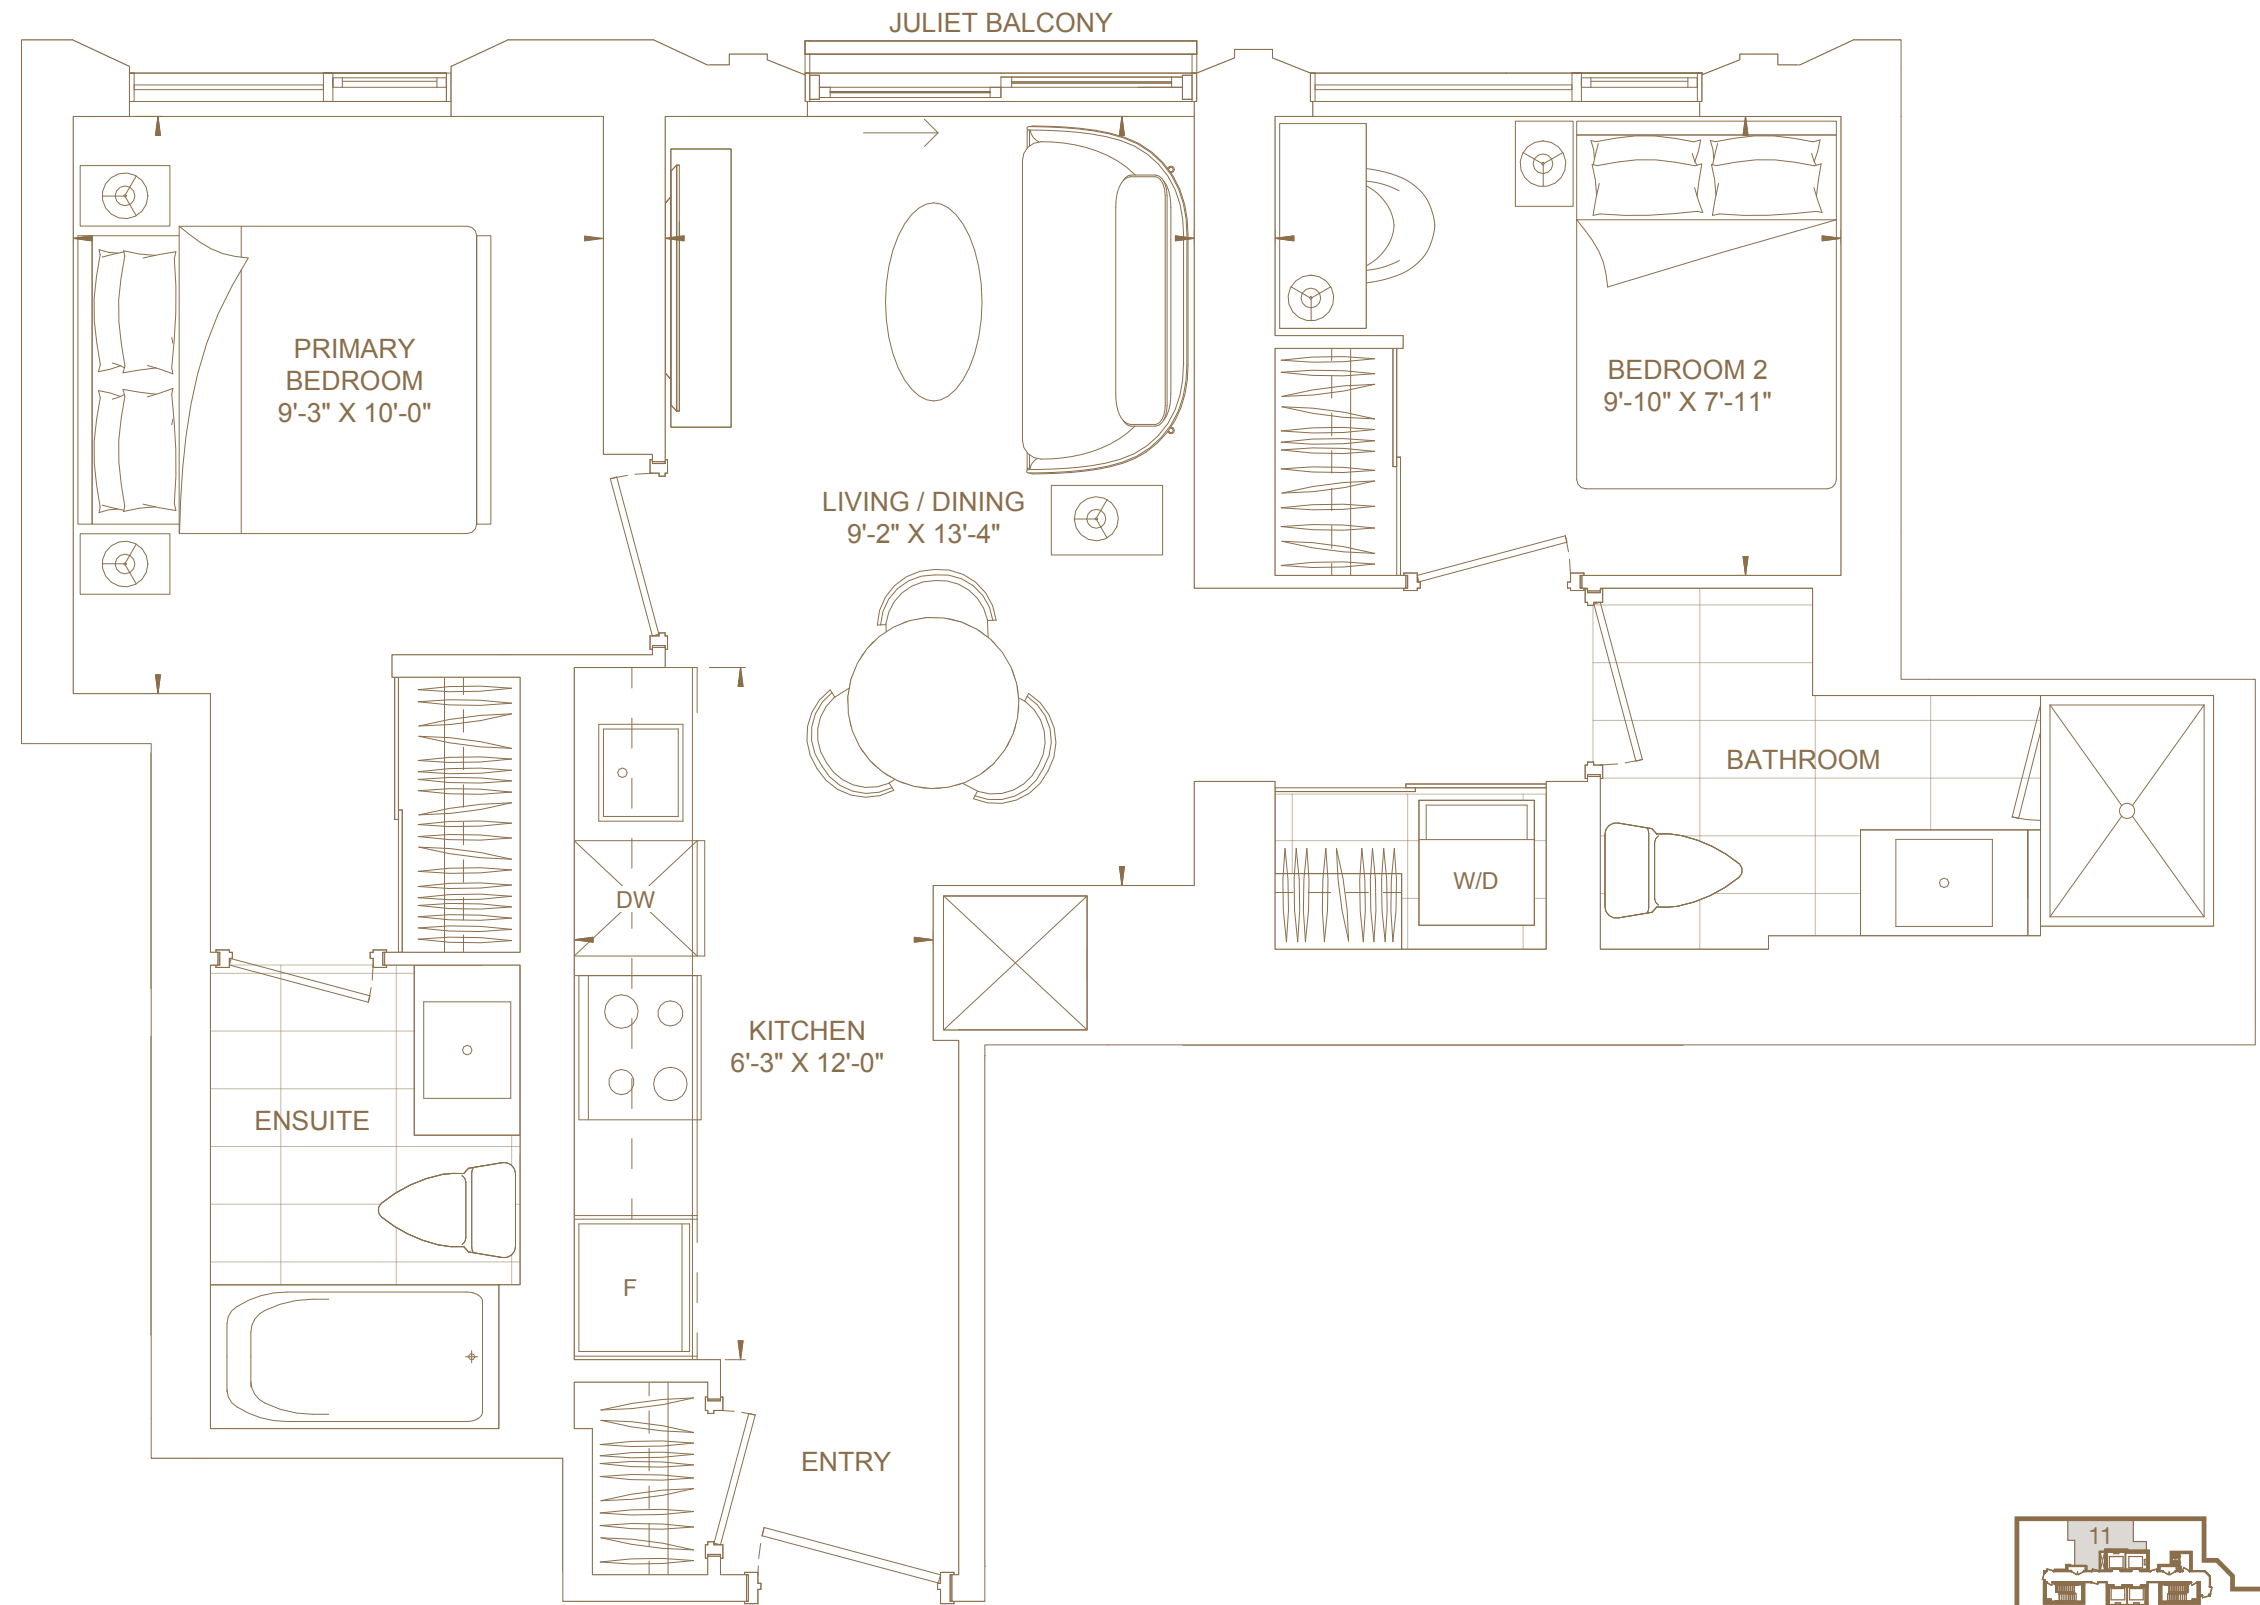 JULIET BALCONY
PRIMARY
BEDROOM
9'-3" X 10'-0"
LIVING / DINING
9'-2" X 13'-4"
BEDROOM 2
9'-10" X 7'-11"
BATHROOM
W/D
DW
KITCHEN
6'-3" X 12'-0"
ENSUITE
F
ENTRY
11